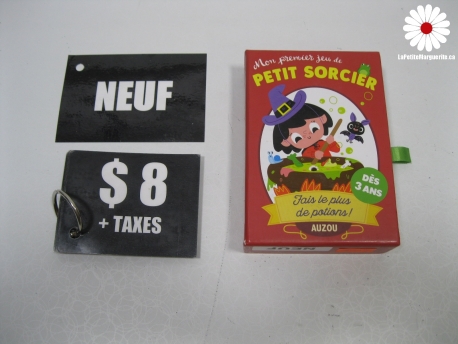 LaPetiteMarguerite.ca
NEUF
$ 8
+ TAXES
Mon premier jeu de
PETIT SORCIER
DÈS
3 ANS
Fais le plus
de potions!
AUZOU
NEUF